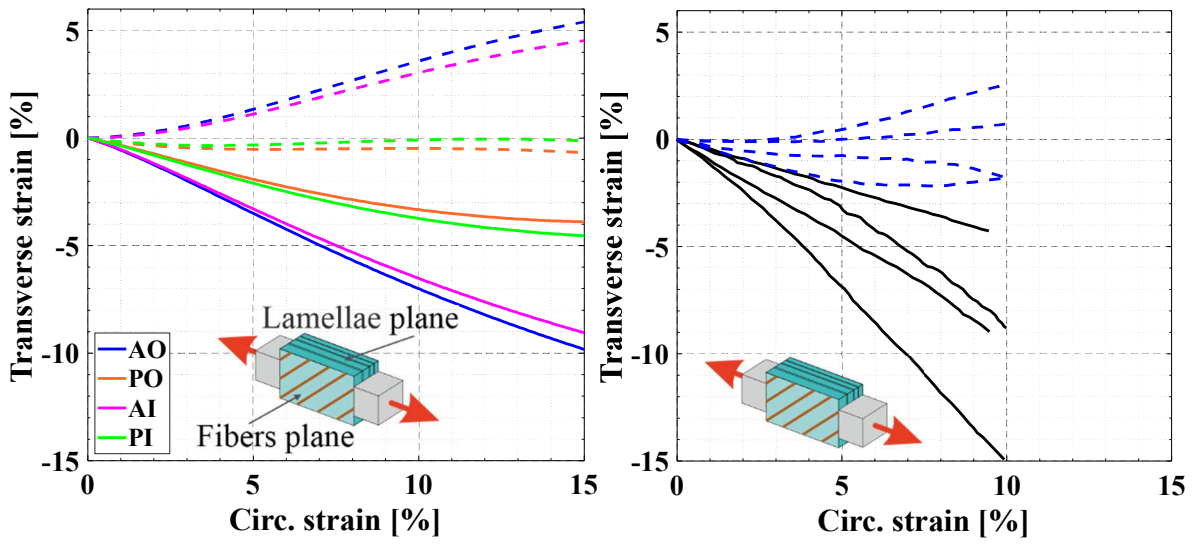 5
0
-5
-10
-15
Transverse strain [%]
Lamellae plane
Fibers plane
AO
PO
AI
PI
0
5
10
15
Circ. strain [%]
5
0
-5
-10
-15
Transverse strain [%]
0
5
10
15
Circ. strain [%]